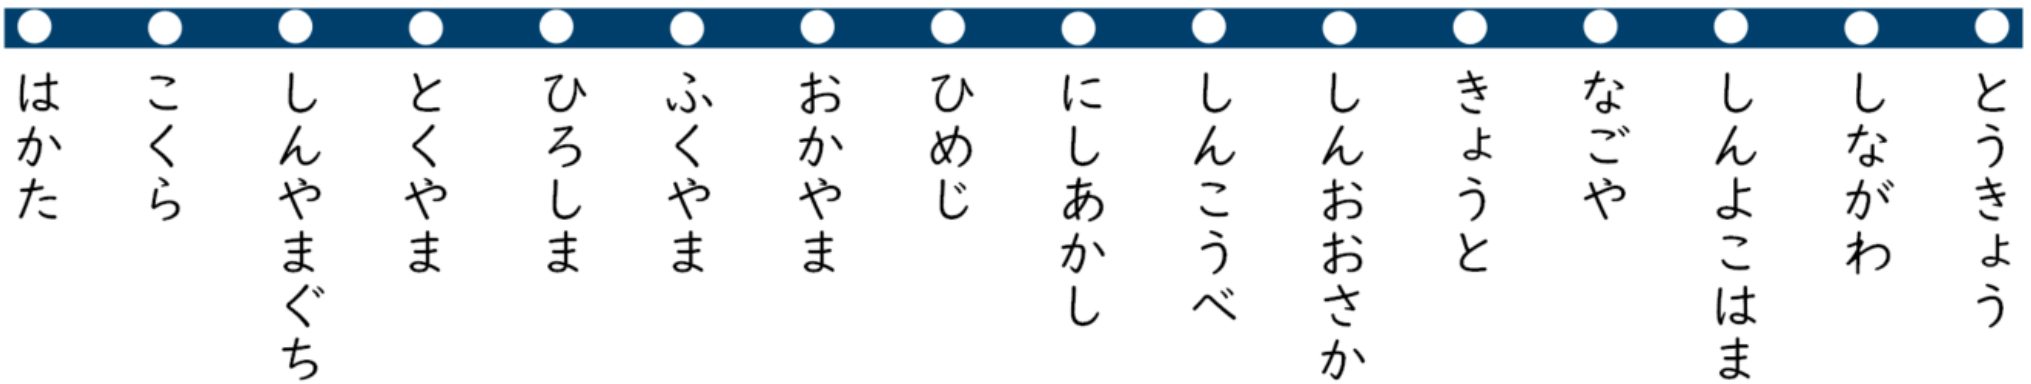 とうきょう
しながわ
しんよこはま
なごや
きょうと
しんおおさか
しんこうべ
にしあかし
ひめじ
おかやま
ふくやま
ひろしま
とくやま
しんやまぐち
こくら
はかた